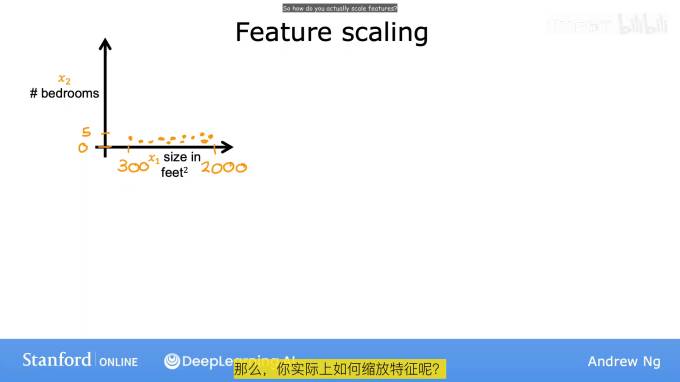 So how do you actually scale features?
bilibili
Feature scaling
x₂
# bedrooms
5
0
300
x₁ size in
feet²
2000
Stanford ONLINE
DeepLearning.AI
Andrew Ng
那么，你实际上如何缩放特征呢？